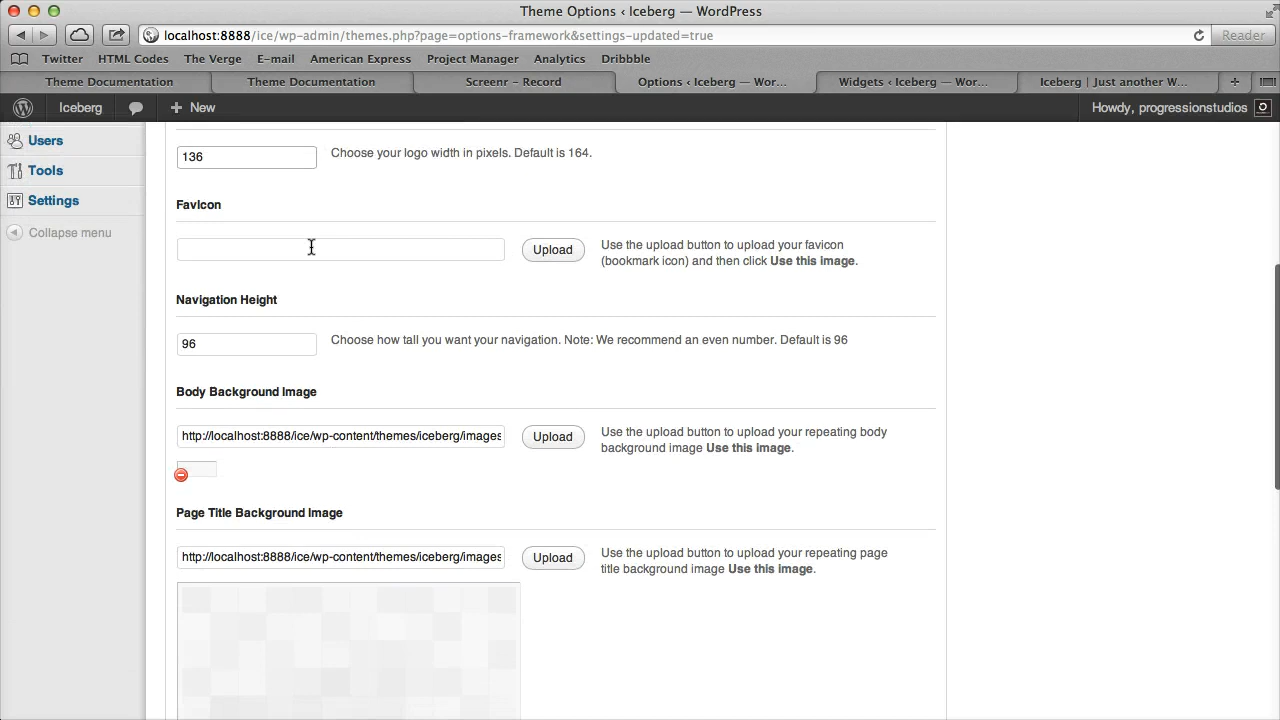 Theme Options ‹ Iceberg — WordPress
localhost:8888/ice/wp-admin/themes.php?page=options-framework&settings-updated=true
Reader
Twitter HTML Codes The Verge E-mail American Express Project Manager Analytics Dribbble
Theme Documentation Theme Documentation Screenr – Record Options ‹ Iceberg — Wor... Widgets ‹ Iceberg — Wor... Iceberg | Just another W...
Iceberg + New Howdy, progressionstudios
Users
Tools
Settings
Collapse menu
136 Choose your logo width in pixels. Default is 164.
FavIcon
Upload
Use the upload button to upload your favicon
(bookmark icon) and then click Use this image.
Navigation Height
96 Choose how tall you want your navigation. Note: We recommend an even number. Default is 96
Body Background Image
http://localhost:8888/ice/wp-content/themes/iceberg/images Upload
Use the upload button to upload your repeating body
background image Use this image.
Page Title Background Image
http://localhost:8888/ice/wp-content/themes/iceberg/images Upload
Use the upload button to upload your repeating page
title background image Use this image.